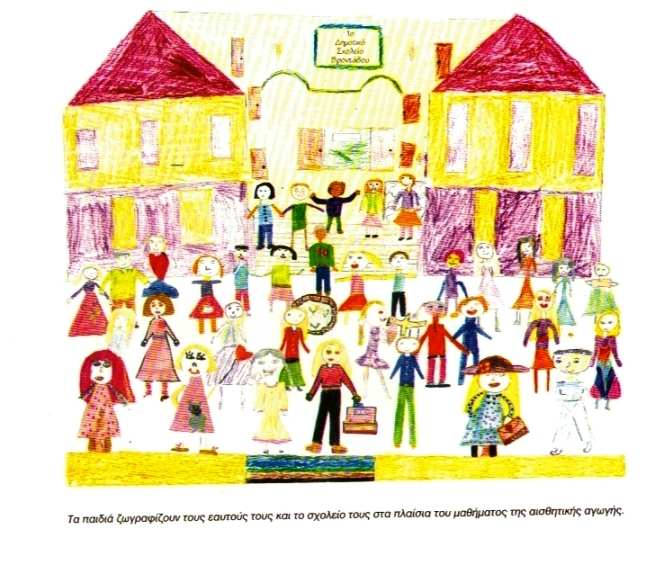 1ο
Δημοτικό
Σχολείο
Βροντάδου
10
Τα παιδιά ζωγραφίζουν τους εαυτούς τους και το σχολείο τους στα πλαίσια του μαθήματος της αισθητικής αγωγής.